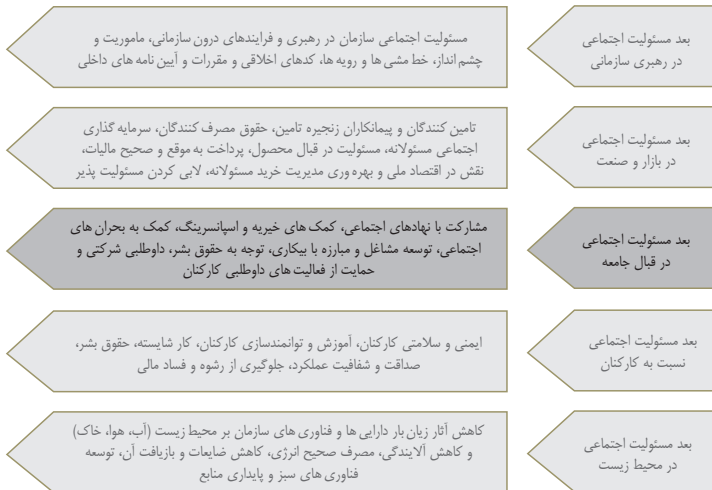 بعد مسئولیت اجتماعی
در رهبری سازمانی
مسئولیت اجتماعی سازمان در رهبری و فرایندهای درون سازمانی، ماموریت و
چشم انداز، خط مشی ها و رویه ها، کدهای اخلاقی و مقررات و آیین نامه های داخلی
بعد مسئولیت اجتماعی
در بازار و صنعت
تامین کنندگان و پیمانکاران زنجیره تامین، حقوق مصرف کنندگان، سرمایه گذاری
اجتماعی مسئولانه، مسئولیت در قبال محصول، پرداخت به موقع و صحیح مالیات،
نقش در اقتصاد ملی و بهره وری مدیریت خرید مسئولانه، لابی کردن مسئولیت پذیر
بعد مسئولیت اجتماعی
در قبال جامعه
مشارکت با نهادهای اجتماعی، کمک های خیریه و اسپانسرینگ، کمک به بحران های
اجتماعی، توسعه مشاغل و مبارزه با بیکاری، توجه به حقوق بشر، داوطلبی شرکتی و
حمایت از فعالیت های داوطلبی کارکنان
بعد مسئولیت اجتماعی
نسبت به کارکنان
ایمنی و سلامتی کارکنان، آموزش و توانمندسازی کارکنان، کار شایسته، حقوق بشر،
صداقت و شفافیت عملکرد، جلوگیری از رشوه و فساد مالی
بعد مسئولیت اجتماعی
در محیط زیست
کاهش آثار زیان بار دارایی ها و فناوری های سازمان بر محیط زیست (آب، هوا، خاک)
و کاهش آلایندگی، مصرف صحیح انرژی، کاهش ضایعات و بازیافت آن، توسعه
فناوری های سبز و پایداری منابع